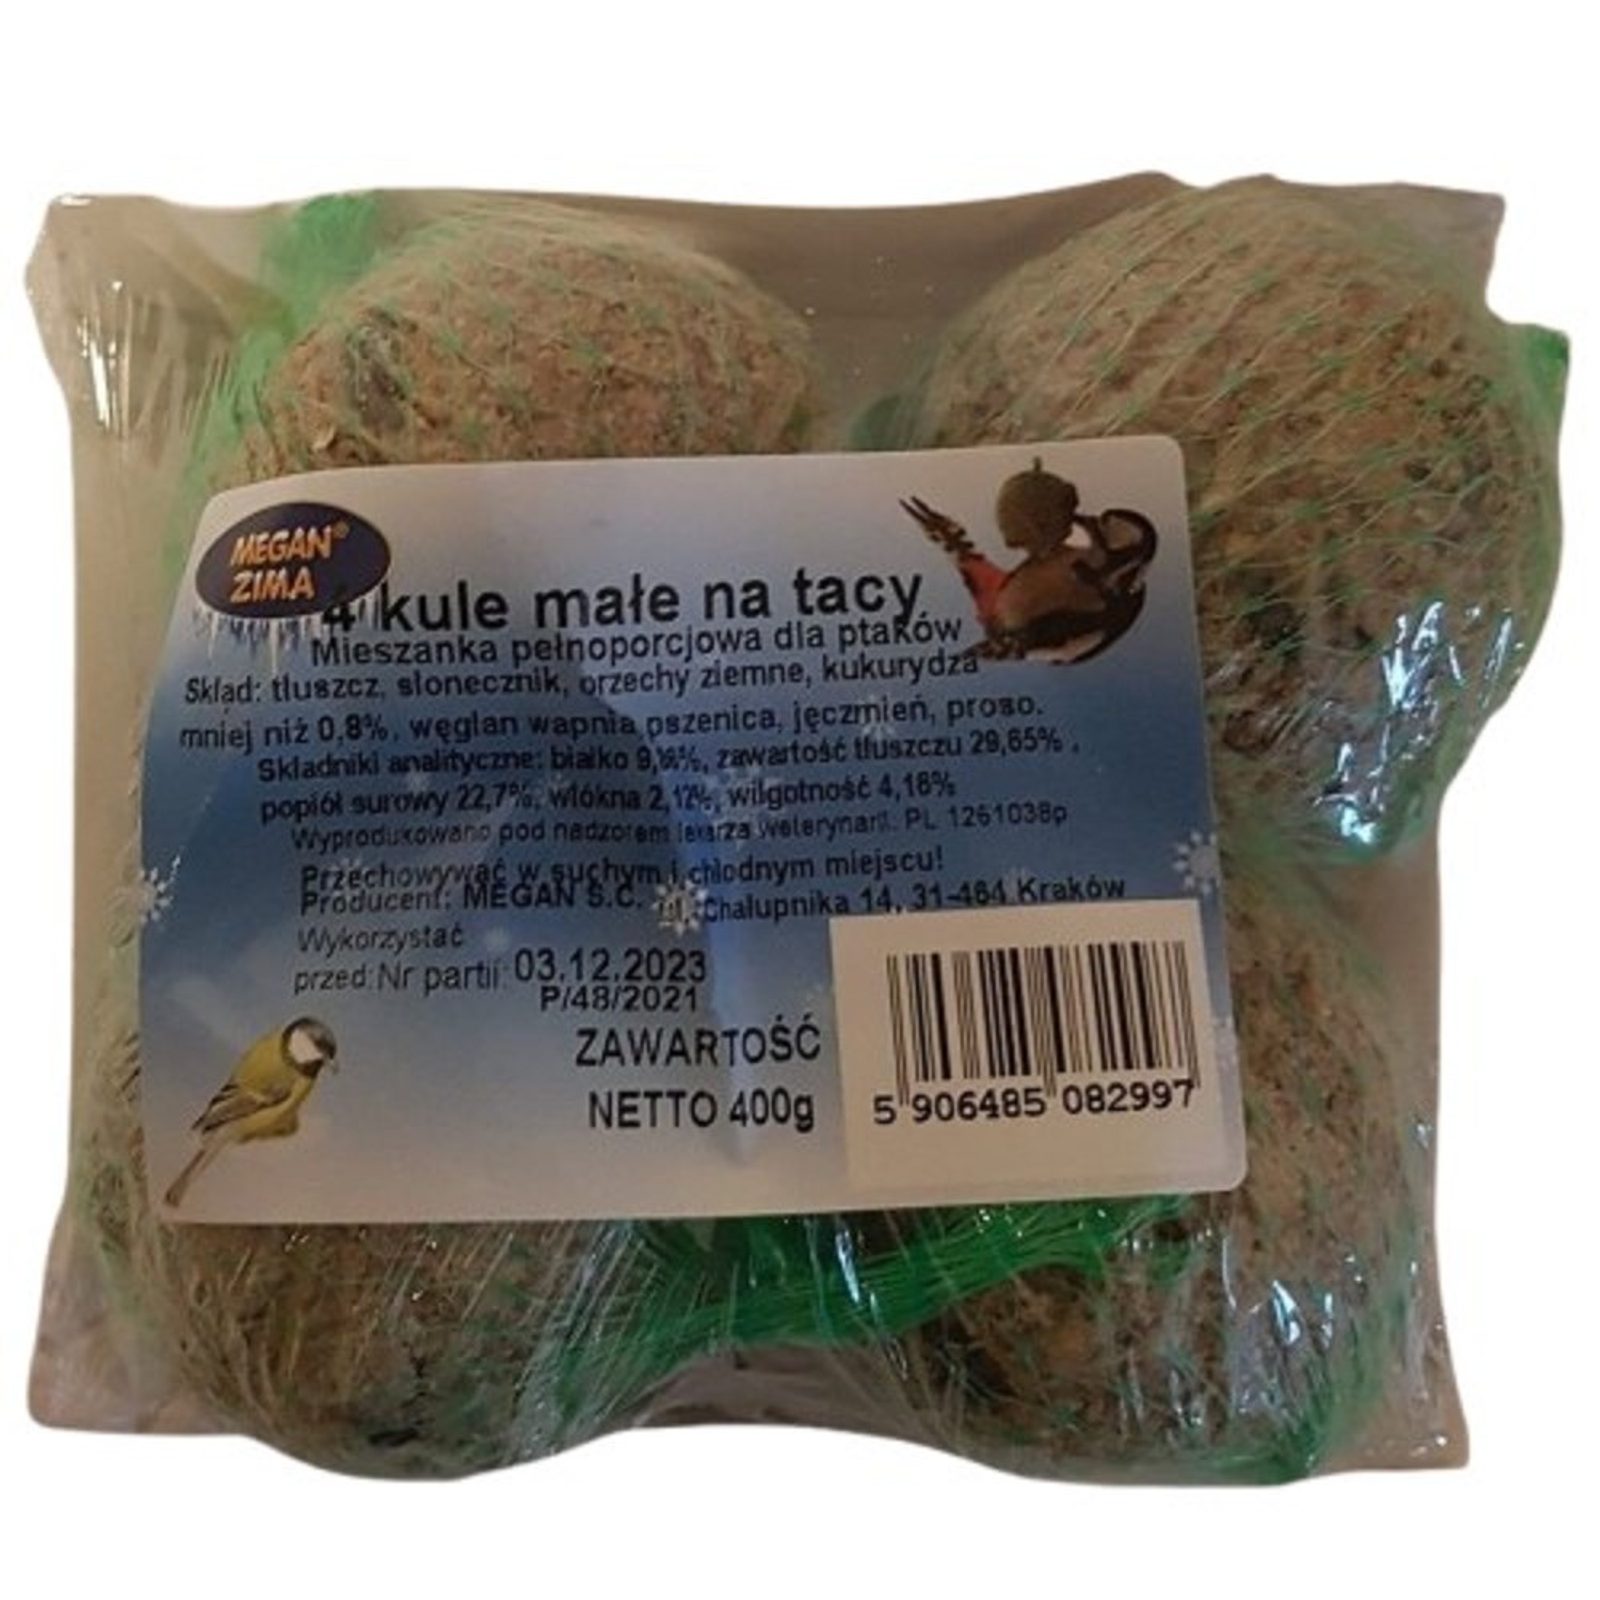 MEGAN®
ZIMA
4 kule małe na tacy
Mieszanka pełnoporcjowa dla ptaków
Skład: tłuszcz, słonecznik, orzechy ziemne, kukurydza
mniej niż 0,8%, węglan wapnia pszenica, jęczmień, proso.
Składniki analityczne: białko zawartość tłuszczu 29,65% ,
popiół surowy 22,7%, włókna 2,12%, wilgotność 4,18%
Wyprodukowano pod nadzorem lekarza weterynarii. PL 1261038p
Przechowywać w suchym i chłodnym miejscu!
Producent: MEGAN S.C. ul. Chałupnika 14, 31-464 Kraków
Wykorzystać
przed: Nr partii: 03.12.2023
P/48/2021
ZAWARTOŚĆ
NETTO 400g
5 906485 082997